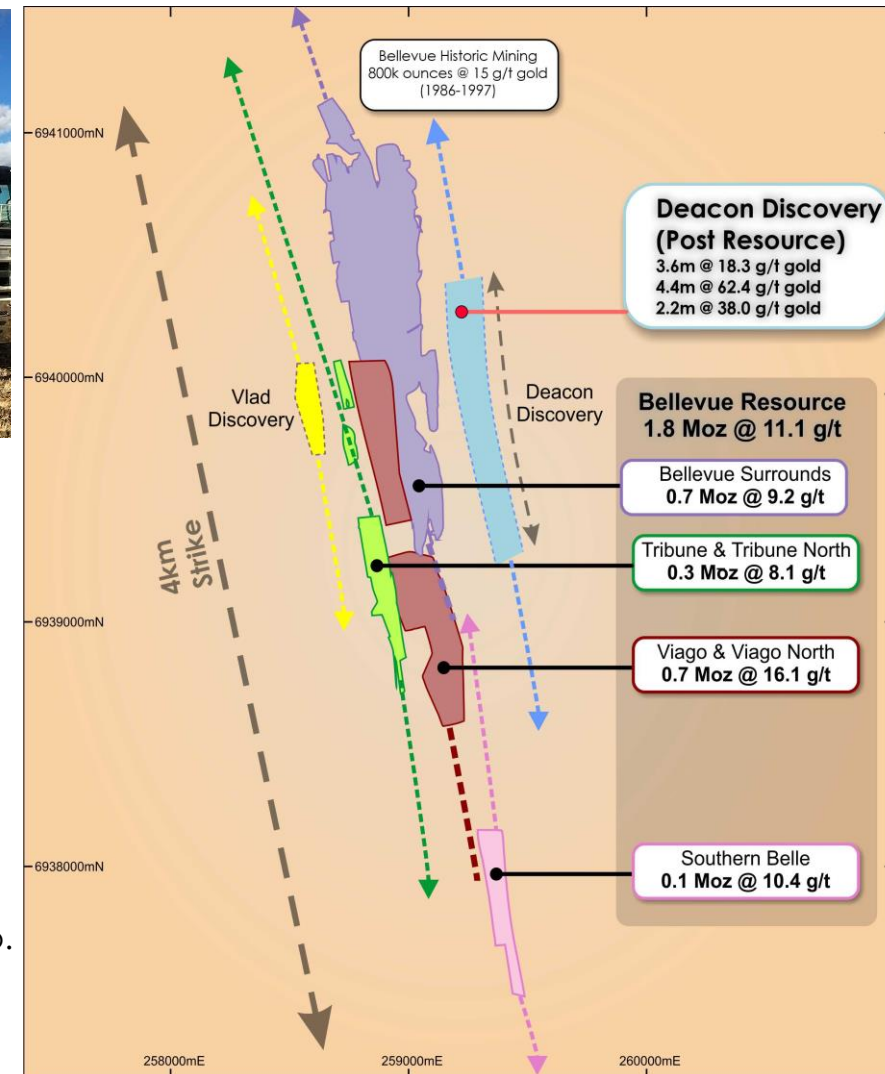 Bellevue Historic Mining
800k ounces @ 15 g/t gold
(1986-1997)
6941000mN
Deacon Discovery
(Post Resource)
3.6m @ 18.3 g/t gold
4.4m @ 62.4 g/t gold
2.2m @ 38.0 g/t gold
6940000mN
Vlad
Discovery
Deacon
Discovery
Bellevue Resource
1.8 Moz @ 11.1 g/t
Bellevue Surrounds
0.7 Moz @ 9.2 g/t
4km
Strike
Tribune & Tribune North
0.3 Moz @ 8.1 g/t
6939000mN
Viago & Viago North
0.7 Moz @ 16.1 g/t
6938000mN
Southern Belle
0.1 Moz @ 10.4 g/t
258000mE
259000mE
260000mE